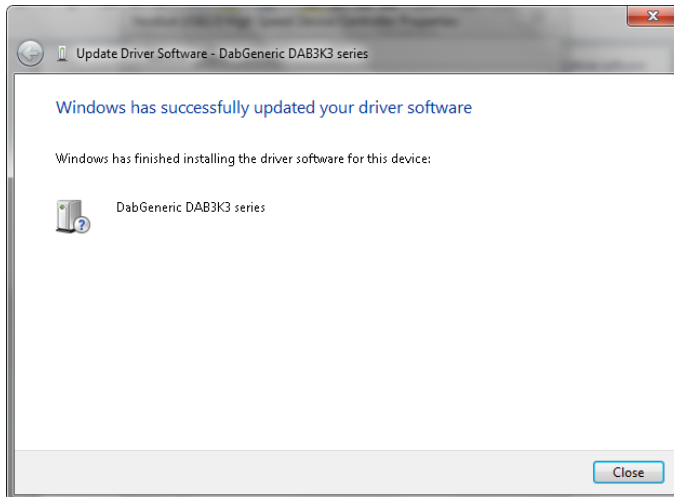 Update Driver Software - DabGeneric DAB3K3 series
Windows has successfully updated your driver software
Windows has finished installing the driver software for this device:
DabGeneric DAB3K3 series
Close